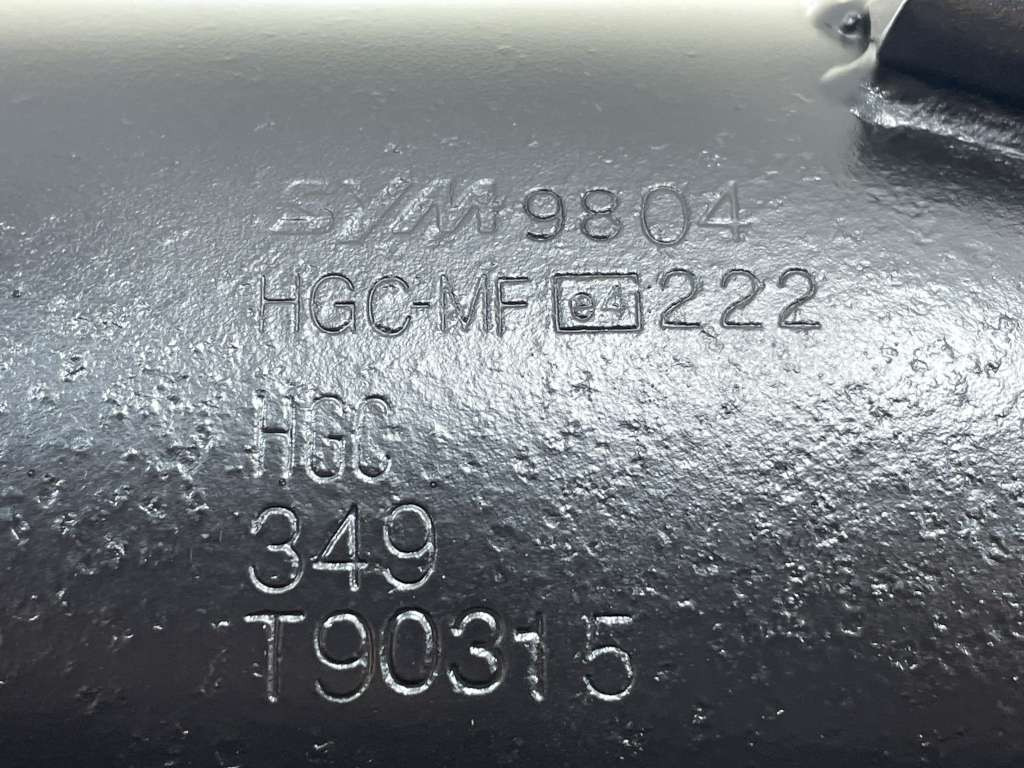 SYM 9804
HGC-MF e4 222
HGC
349
T90315